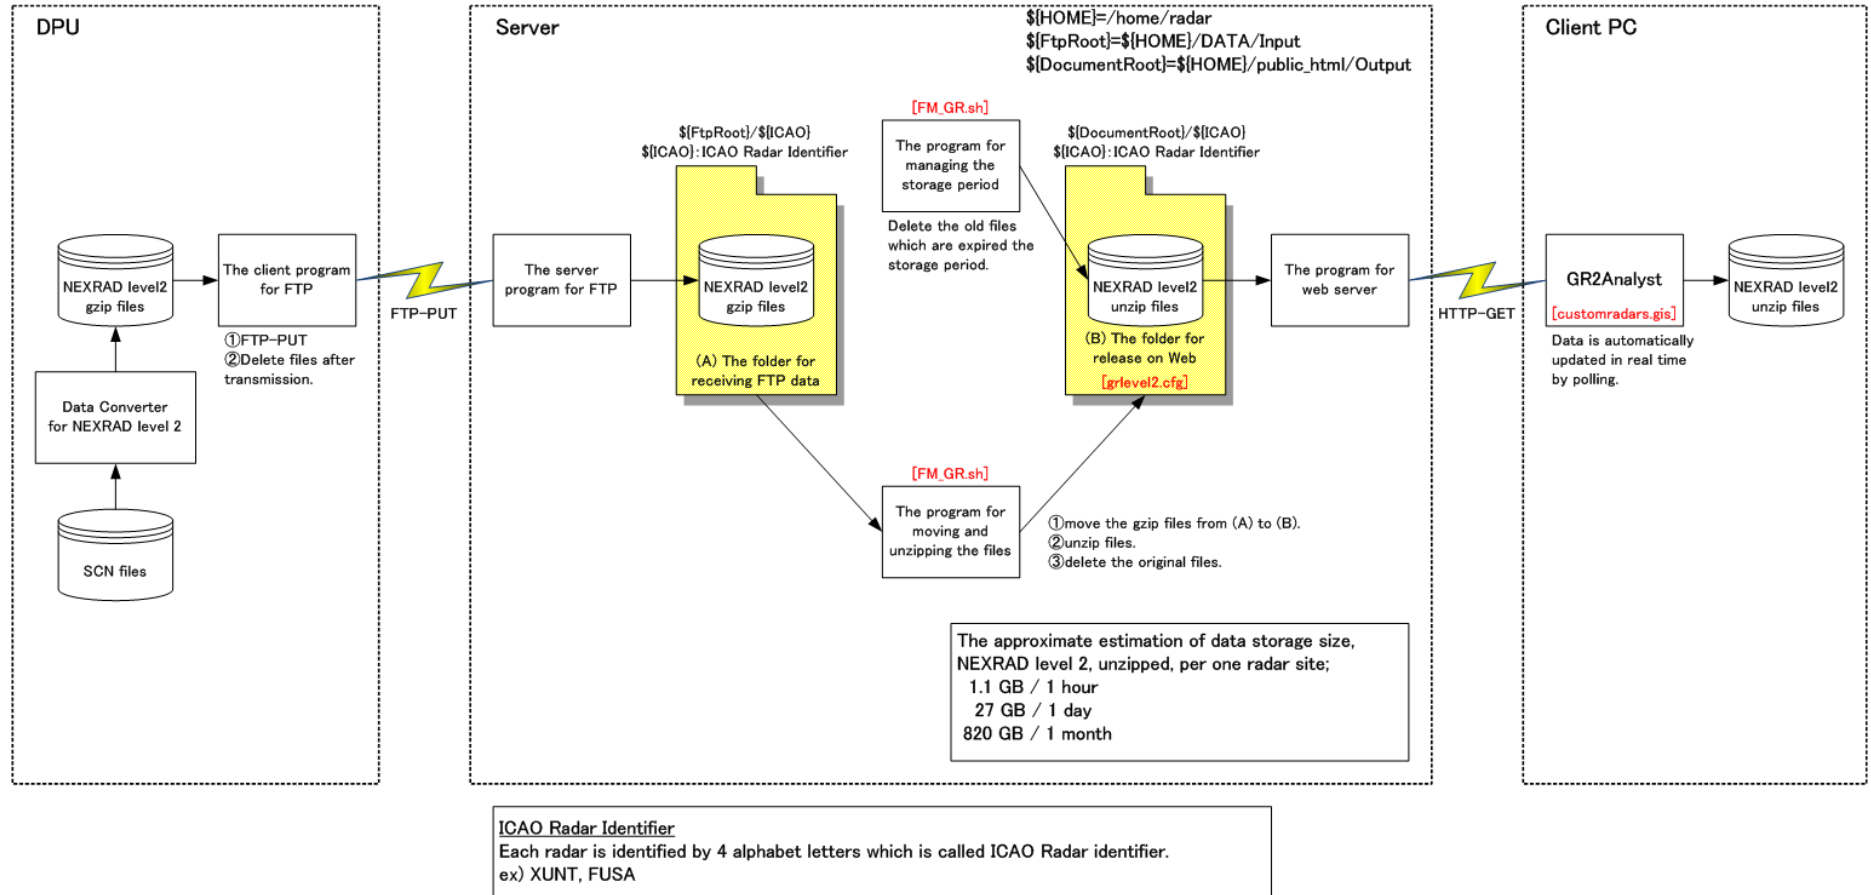 DPU
NEXRAD level2
gzip files
The client program
for FTP
①FTP-PUT
②Delete files after
transmission.
Data Converter
for NEXRAD level 2
SCN files
FTP-PUT
Server
${HOME}=/home/radar
${FtpRoot}=${HOME}/DATA/Input
${DocumentRoot}=${HOME}/public_html/Output
The server
program for FTP
${FtpRoot}/${ICAO}
${ICAO}:ICAO Radar Identifier
NEXRAD level2
gzip files
(A) The folder for
receiving FTP data
[FM_GR.sh]
The program for
managing the
storage period
Delete the old files
which are expired the
storage period.
${DocumentRoot}/${ICAO}
${ICAO}:ICAO Radar Identifier
NEXRAD level2
unzip files
(B) The folder for
release on Web
[grlevel2.cfg]
[FM_GR.sh]
The program for
moving and
unzipping the files
①move the gzip files from (A) to (B).
②unzip files.
③delete the original files.
The program for
web server
The approximate estimation of data storage size,
NEXRAD level 2, unzipped, per one radar site;
1.1 GB / 1 hour
27 GB / 1 day
820 GB / 1 month
HTTP-GET
Client PC
GR2Analyst
[customradars.gis]
Data is automatically
updated in real time
by polling.
NEXRAD level2
unzip files
ICAO Radar Identifier
Each radar is identified by 4 alphabet letters which is called ICAO Radar identifier.
ex) XUNT, FUSA